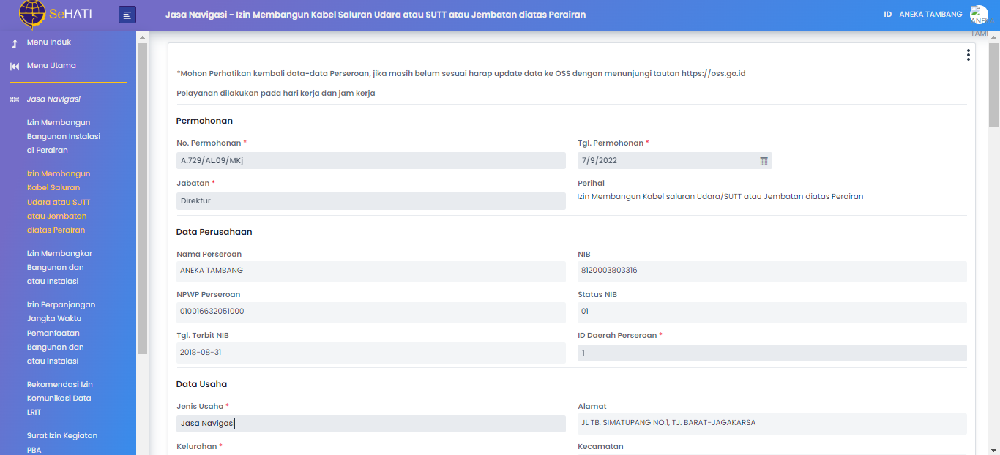 SeHATI
Jasa Navigasi - Izin Membangun Kabel Saluran Udara atau SUTT atau Jembatan diatas Perairan
ID ANEKA TAMBANG
Menu Induk
Menu Utama
Jasa Navigasi
Izin Membangun
Bangunan Instalasi
di Perairan
Izin Membangun
Kabel Saluran
Udara atau SUTT
atau Jembatan
diatas Perairan
Izin Membongkar
Bangunan dan
atau Instalasi
Izin Perpanjangan
Jangka Waktu
Pemanfaatan
Bangunan dan
atau Instalasi
Rekomendasi Izin
Komunikasi Data
LRIT
Surat Izin Kegiatan
PBA
*Mohon Perhatikan kembali data-data Perseroan, jika masih belum sesuai harap update data ke OSS dengan menunjungi tautan https://oss.go.id
Pelayanan dilakukan pada hari kerja dan jam kerja
Permohonan
No. Permohonan *
A.729/AL.09/MKj
Tgl. Permohonan *
7/9/2022
Jabatan *
Direktur
Perihal
Izin Membangun Kabel saluran Udara/SUTT atau Jembatan diatas Perairan
Data Perusahaan
Nama Perseroan
ANEKA TAMBANG
NIB
8120003803316
NPWP Perseroan
010016632051000
Status NIB
01
Tgl. Terbit NIB
2018-08-31
ID Daerah Perseroan *
1
Data Usaha
Jenis Usaha *
Jasa Navigasi
Alamat
JL TB. SIMATUPANG NO.1, TJ. BARAT-JAGAKARSA
Kelurahan *
Kecamatan